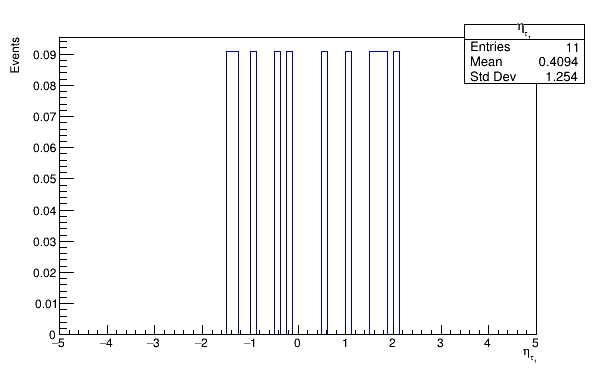 η_τ₁
Entries 11
Mean 0.4094
Std Dev 1.254
Events
0.09
0.08
0.07
0.06
0.05
0.04
0.03
0.02
0.01
0
−5 −4 −3 −2 −1 0 1 2 3 4 5
η_τ₁